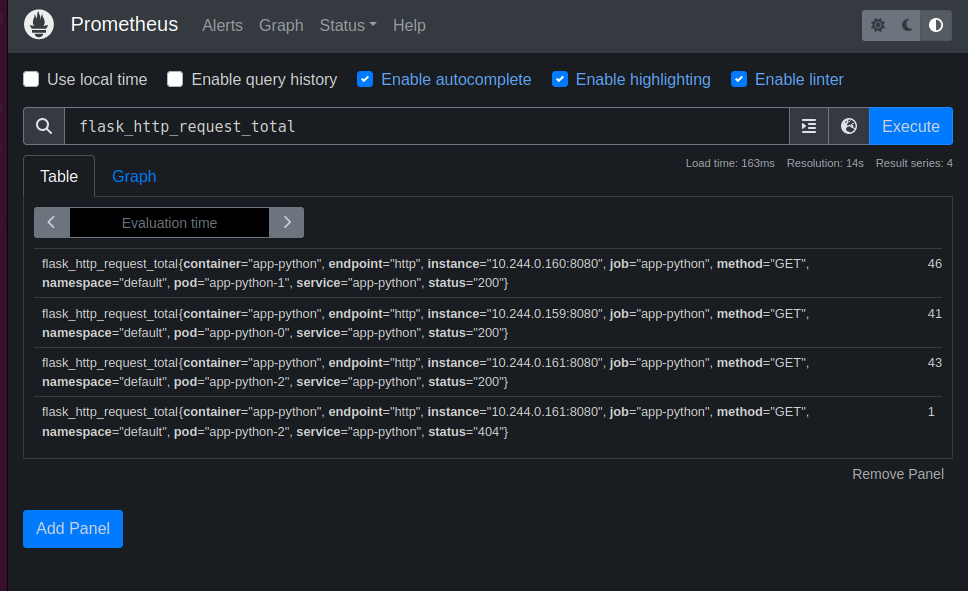 Prometheus Alerts Graph Status Help
Use local time Enable query history Enable autocomplete Enable highlighting Enable linter
flask_http_request_total Execute
Load time: 163ms Resolution: 14s Result series: 4
Table Graph
Evaluation time
flask_http_request_total{container="app-python", endpoint="http", instance="10.244.0.160:8080", job="app-python", method="GET", 46
namespace="default", pod="app-python-1", service="app-python", status="200"}
flask_http_request_total{container="app-python", endpoint="http", instance="10.244.0.159:8080", job="app-python", method="GET", 41
namespace="default", pod="app-python-0", service="app-python", status="200"}
flask_http_request_total{container="app-python", endpoint="http", instance="10.244.0.161:8080", job="app-python", method="GET", 43
namespace="default", pod="app-python-2", service="app-python", status="200"}
flask_http_request_total{container="app-python", endpoint="http", instance="10.244.0.161:8080", job="app-python", method="GET", 1
namespace="default", pod="app-python-2", service="app-python", status="404"}
Remove Panel
Add Panel